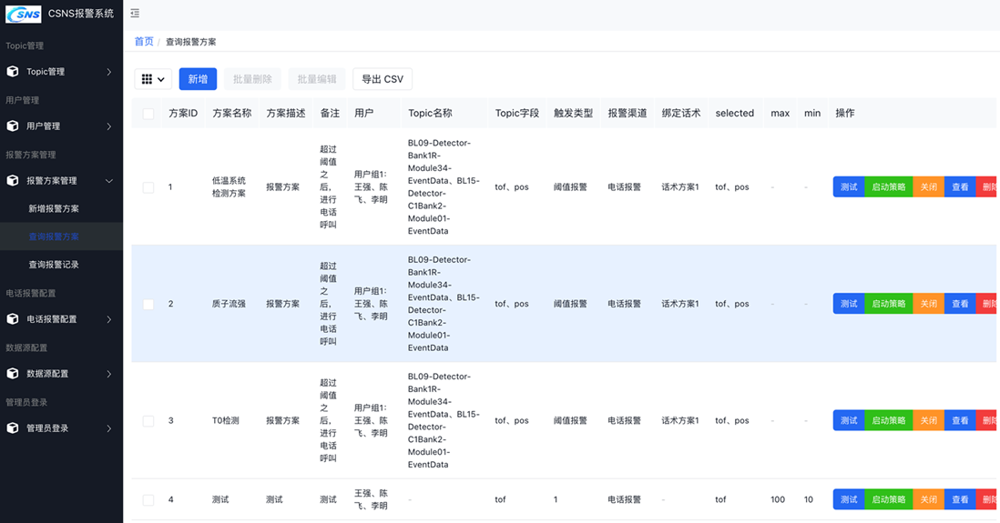 CSNS CSNS报警系统
Topic管理
Topic管理
用户管理
用户管理
报警方案管理
报警方案管理
新增报警方案
查询报警方案
查询报警记录
电话报警配置
电话报警配置
数据源配置
数据源配置
管理员登录
管理员登录
首页 / 查询报警方案
新增 批量删除 批量编辑 导出 CSV
方案ID 方案名称 方案描述 备注 用户 Topic名称 Topic字段 触发类型 报警渠道 绑定话术 selected max min 操作
1
低温系统
检测方案
报警方案
超过
阈值
之
后,
进行
电话
呼叫
用户组1:
王强、陈
飞、李明
BL09-Detector-
Bank1R-
Module34-
EventData、BL15-
Detector-
C1Bank2-
Module01-
EventData
tof、pos 阈值报警 电话报警 话术方案1 tof、pos - - 测试 启动策略 关闭 查看 删除
2
质子流强
报警方案
超过
阈值
之
后,
进行
电话
呼叫
用户组1:
王强、陈
飞、李明
BL09-Detector-
Bank1R-
Module34-
EventData、BL15-
Detector-
C1Bank2-
Module01-
EventData
tof、pos 阈值报警 电话报警 话术方案1 tof、pos - - 测试 启动策略 关闭 查看 删除
3
T0检测
报警方案
超过
阈值
之
后,
进行
电话
呼叫
用户组1:
王强、陈
飞、李明
BL09-Detector-
Bank1R-
Module34-
EventData、BL15-
Detector-
C1Bank2-
Module01-
EventData
tof、pos 阈值报警 电话报警 话术方案1 tof、pos - - 测试 启动策略 关闭 查看 删除
4 测试 测试 测试
王强、陈
飞、李明
- tof 1 电话报警 - tof 100 10 测试 启动策略 关闭 查看 删除